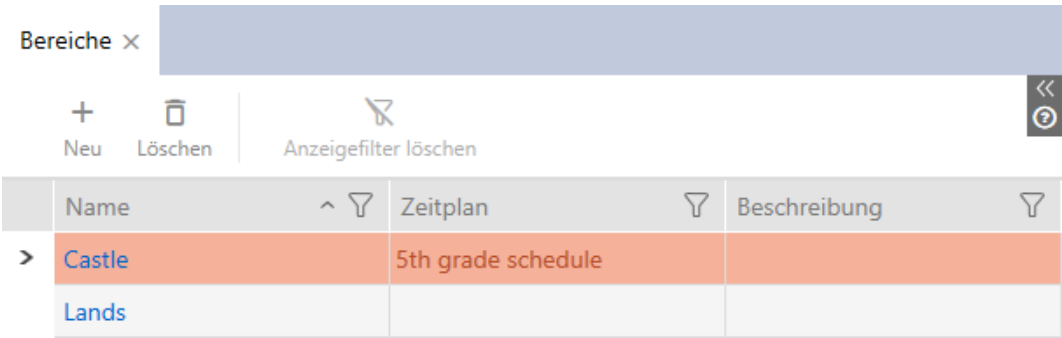 Bereiche
Neu Löschen Anzeigefilter löschen
Name Zeitplan Beschreibung
Castle 5th grade schedule
Lands